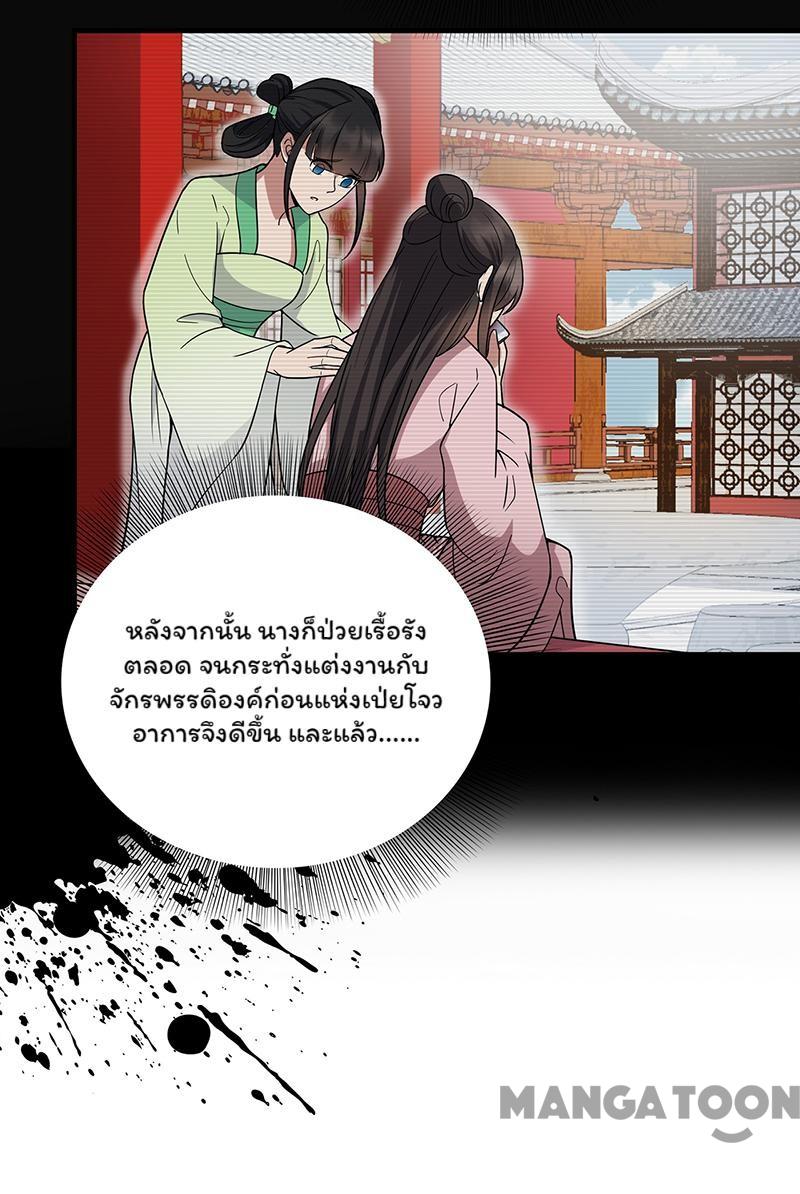 หลังจากนั้น นางก็ป่วยเรื้อรัง
ตลอด จนกระทั่งแต่งงานกับ
จักรพรรดิองค์ก่อนแห่งเป่ยโจว
อาการจึงดีขึ้น และแล้ว......
MANGATOON